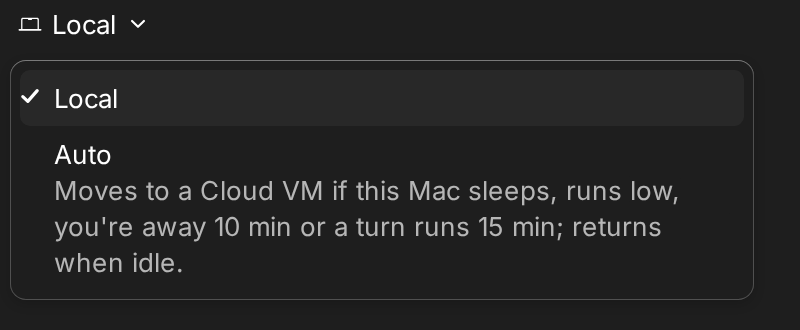 Local
Local
Auto
Moves to a Cloud VM if this Mac sleeps, runs low,
you're away 10 min or a turn runs 15 min; returns
when idle.